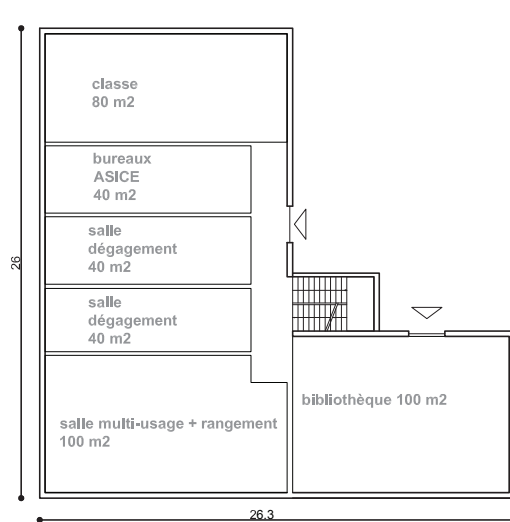 classe
80 m2
bureaux
ASICE
40 m2
salle
dégagement
40 m2
salle
dégagement
40 m2
salle multi-usage + rangement
100 m2
bibliothèque 100 m2
26
26.3